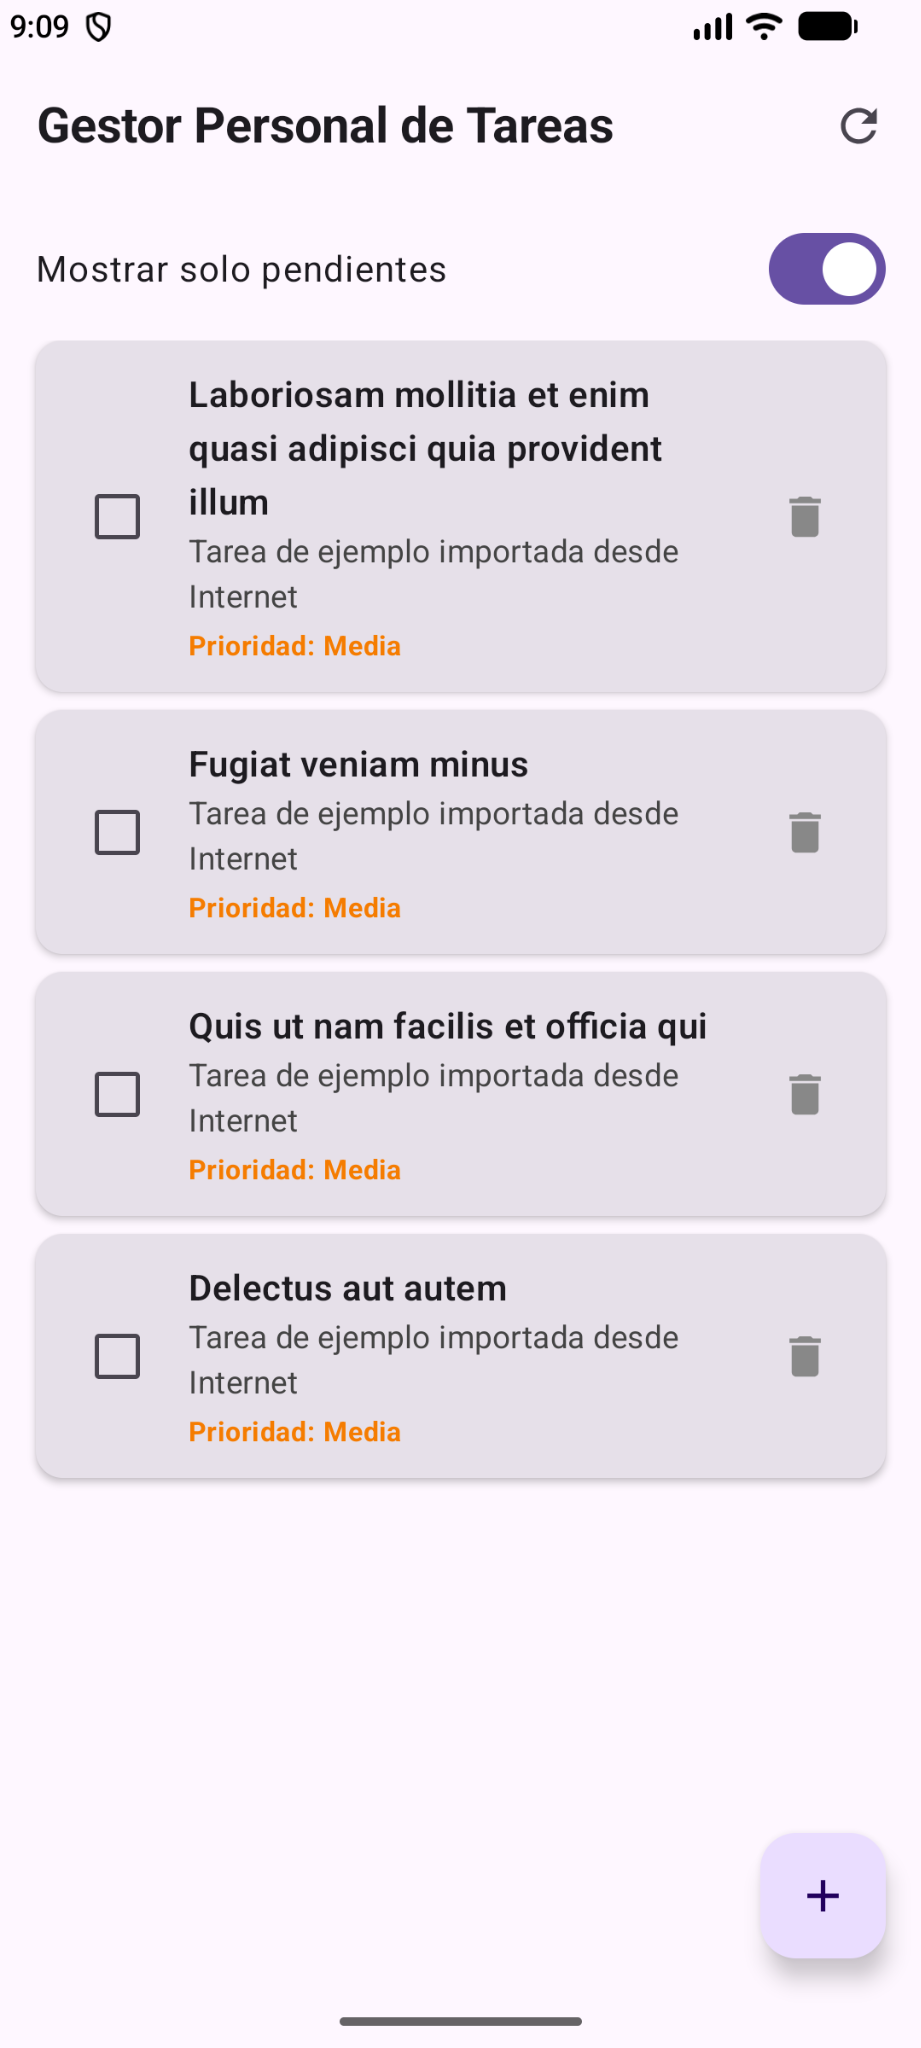 9:09
Gestor Personal de Tareas
Mostrar solo pendientes
Laboriosam mollitia et enim
quasi adipisci quia provident
illum
Tarea de ejemplo importada desde
Internet
Prioridad: Media
Fugiat veniam minus
Tarea de ejemplo importada desde
Internet
Prioridad: Media
Quis ut nam facilis et officia qui
Tarea de ejemplo importada desde
Internet
Prioridad: Media
Delectus aut autem
Tarea de ejemplo importada desde
Internet
Prioridad: Media